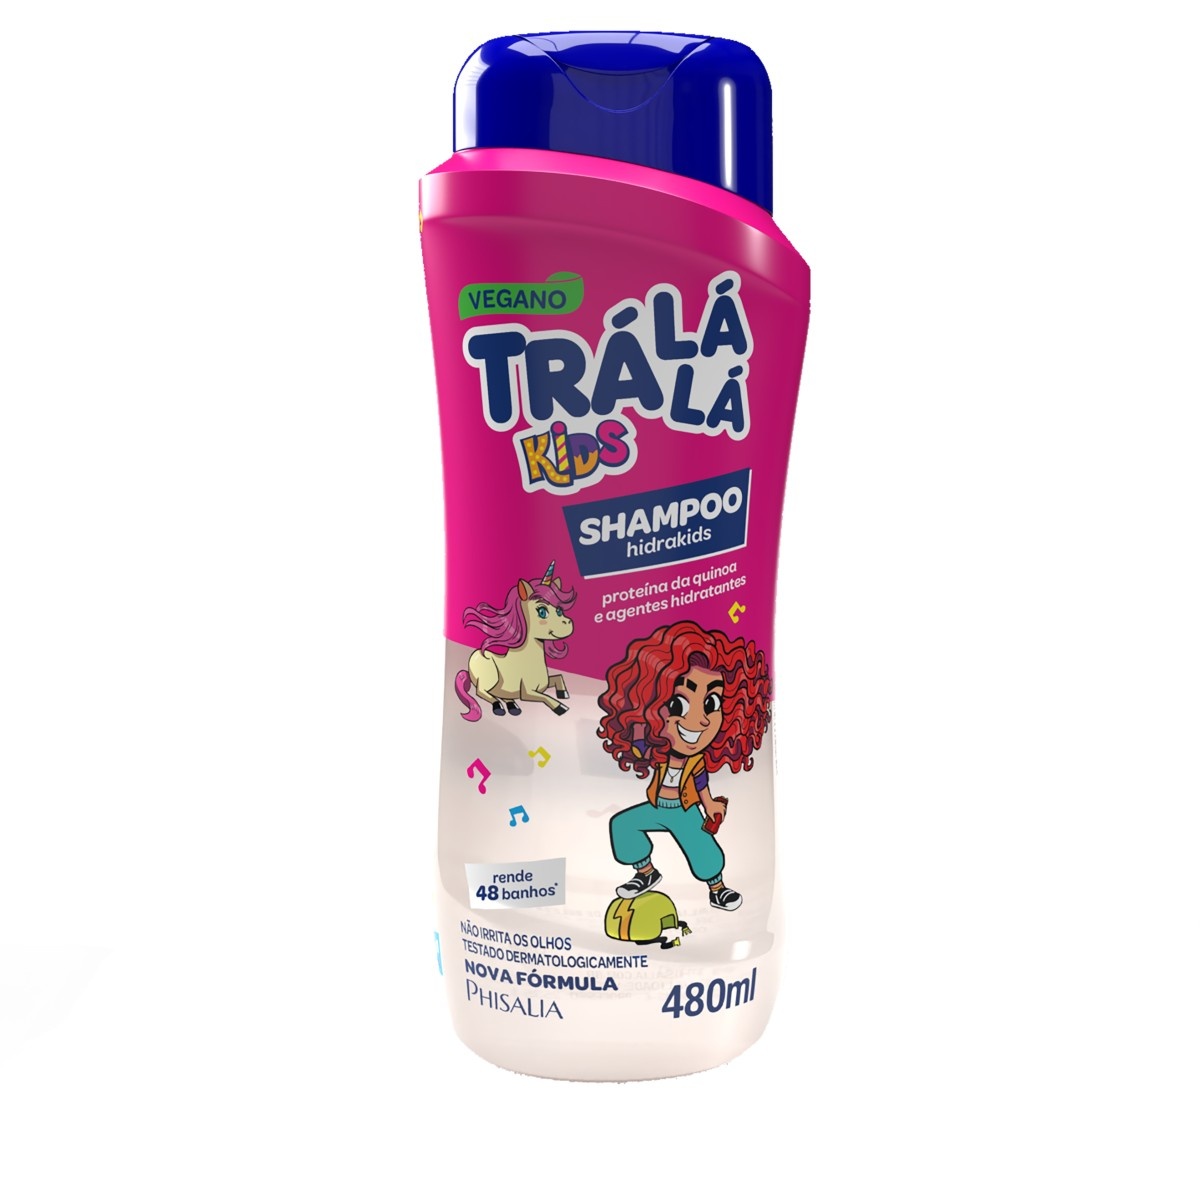 VEGANO
TRÁ LÁ
LÁ
KIDS
SHAMPOO
hidrakids
proteína da quinoa
e agentes hidratantes
rende
48 banhos*
NÃO IRRITA OS OLHOS
TESTADO DERMATOLOGICAMENTE
NOVA FÓRMULA
PHISALIA
480ml